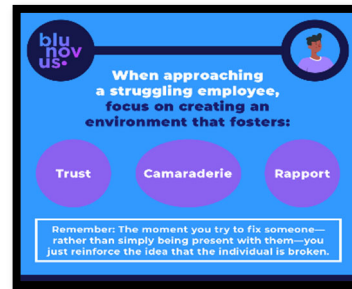 blu
nov
us•
When approaching
a struggling employee,
focus on creating an
environment that fosters:
Trust
Camaraderie
Rapport
Remember: The moment you try to fix someone—
rather than simply being present with them—you
just reinforce the idea that the individual is broken.